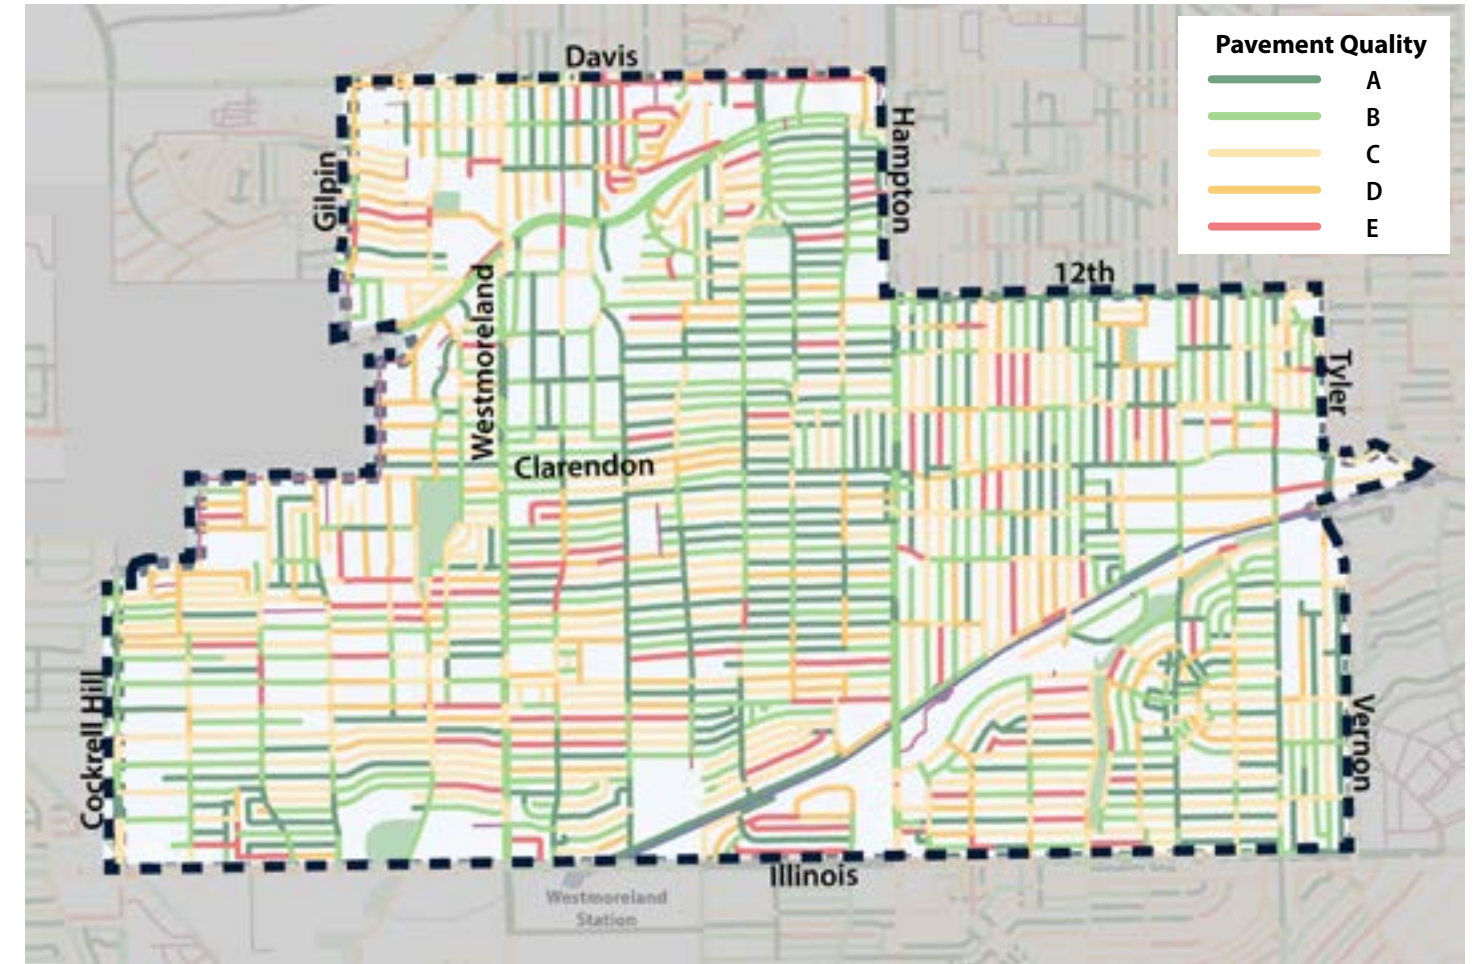 Pavement Quality
A
B
C
D
E
Davis
Gilpin
Hampton
12th
Westmoreland
Tyler
Clarendon
Cockrell Hill
Vernon
Illinois
Westmoreland
Station